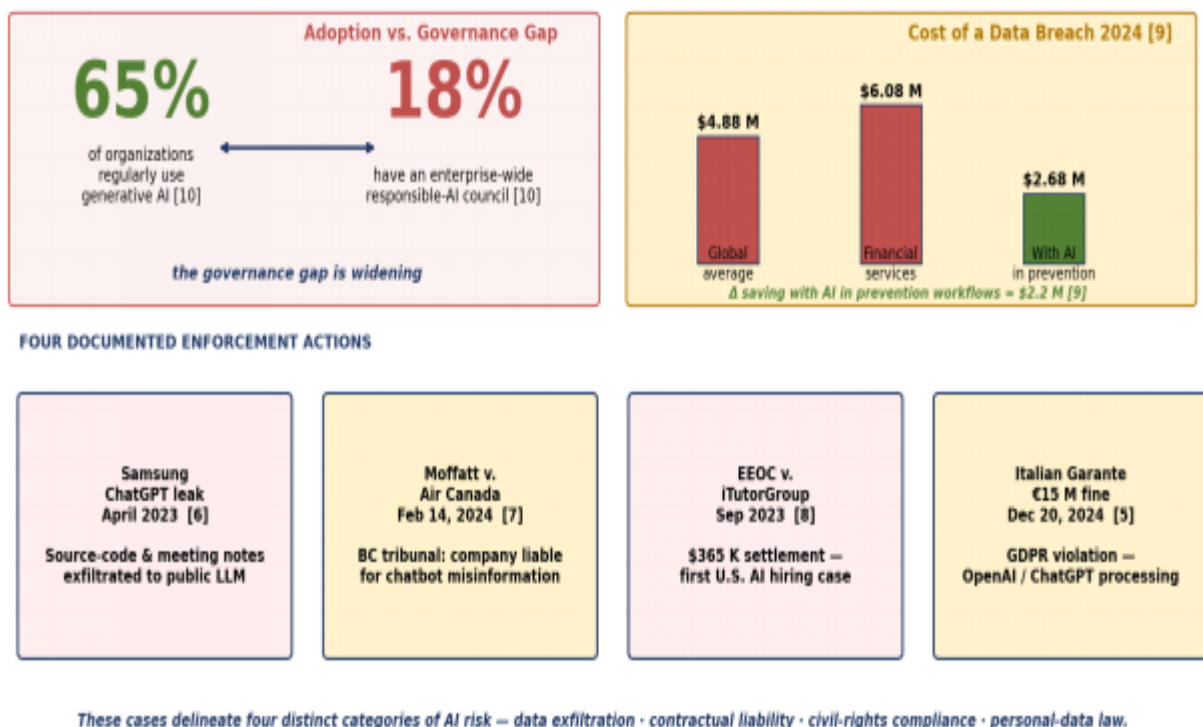 Adoption vs. Governance Gap
65%
of organizations
regularly use
generative AI [10]
18%
have an enterprise-wide
responsible-AI council [10]
the governance gap is widening
Cost of a Data Breach 2024 [9]
$4.88 M
$6.08 M
$2.68 M
Global
average
Financial
services
With AI
in prevention
Δ saving with AI in prevention workflows = $2.2 M [9]
FOUR DOCUMENTED ENFORCEMENT ACTIONS
Samsung
ChatGPT leak
April 2023 [6]
Source-code & meeting notes
exfiltrated to public LLM
Moffatt v.
Air Canada
Feb 14, 2024 [7]
BC tribunal: company liable
for chatbot misinformation
EEOC v.
iTutorGroup
Sep 2023 [8]
$365 K settlement —
first U.S. AI hiring case
Italian Garante
€15 M fine
Dec 20, 2024 [5]
GDPR violation —
OpenAI / ChatGPT processing
These cases delineate four distinct categories of AI risk — data exfiltration · contractual liability · civil-rights compliance · personal-data law.